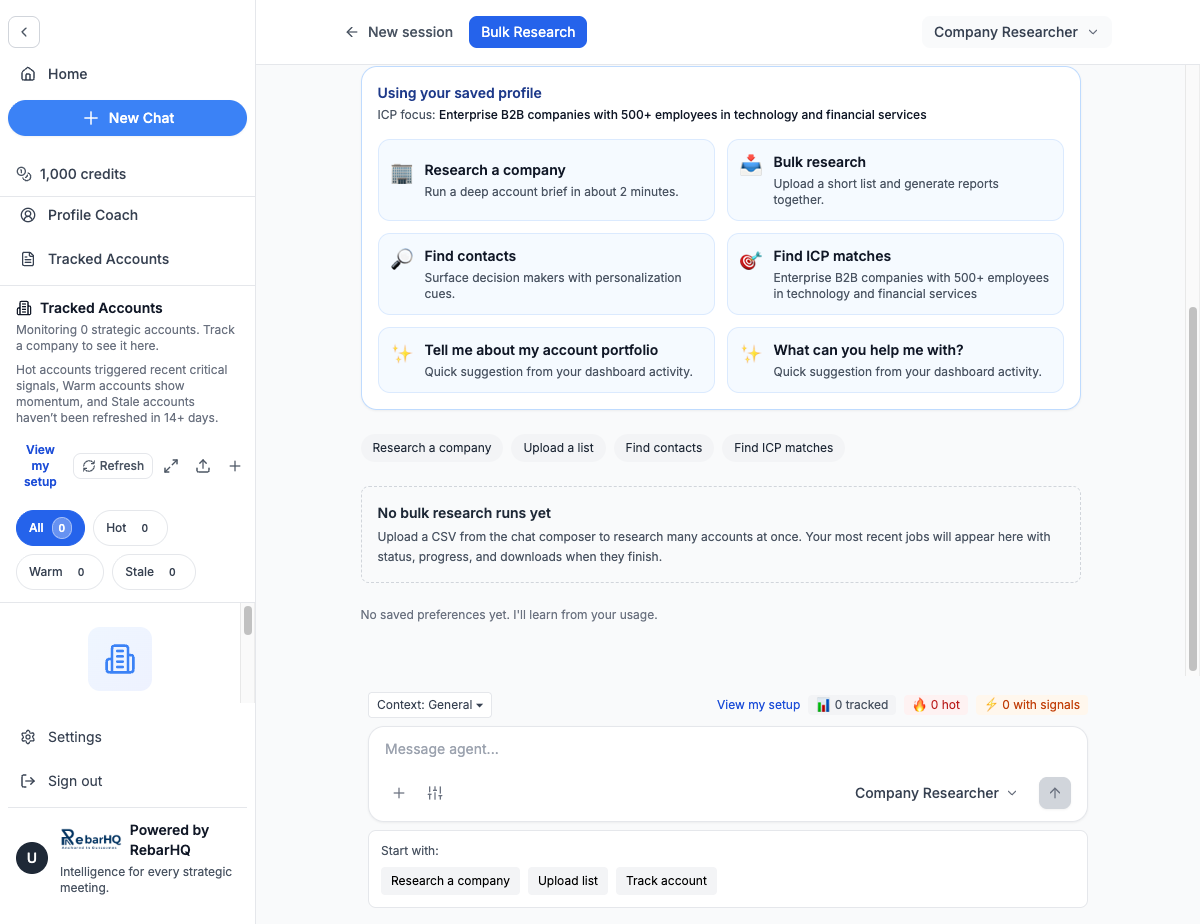 Home
New Chat
1,000 credits
Profile Coach
Tracked Accounts
Tracked Accounts
Monitoring 0 strategic accounts. Track
a company to see it here.
Hot accounts triggered recent critical
signals, Warm accounts show
momentum, and Stale accounts
haven't been refreshed in 14+ days.
View
my
setup
Refresh
All 0
Hot 0
Warm 0
Stale 0
Settings
Sign out
U
RebarHQ
Powered by
RebarHQ
Intelligence for every strategic
meeting.
New session
Bulk Research
Company Researcher
Using your saved profile
ICP focus: Enterprise B2B companies with 500+ employees in technology and financial services
Research a company
Run a deep account brief in about 2 minutes.
Bulk research
Upload a short list and generate reports
together.
Find contacts
Surface decision makers with personalization
cues.
Find ICP matches
Enterprise B2B companies with 500+ employees
in technology and financial services
Tell me about my account portfolio
Quick suggestion from your dashboard activity.
What can you help me with?
Quick suggestion from your dashboard activity.
Research a company
Upload a list
Find contacts
Find ICP matches
No bulk research runs yet
Upload a CSV from the chat composer to research many accounts at once. Your most recent jobs will appear here with
status, progress, and downloads when they finish.
No saved preferences yet. I'll learn from your usage.
Context: General
View my setup
0 tracked
0 hot
0 with signals
Message agent...
Company Researcher
Start with:
Research a company
Upload list
Track account